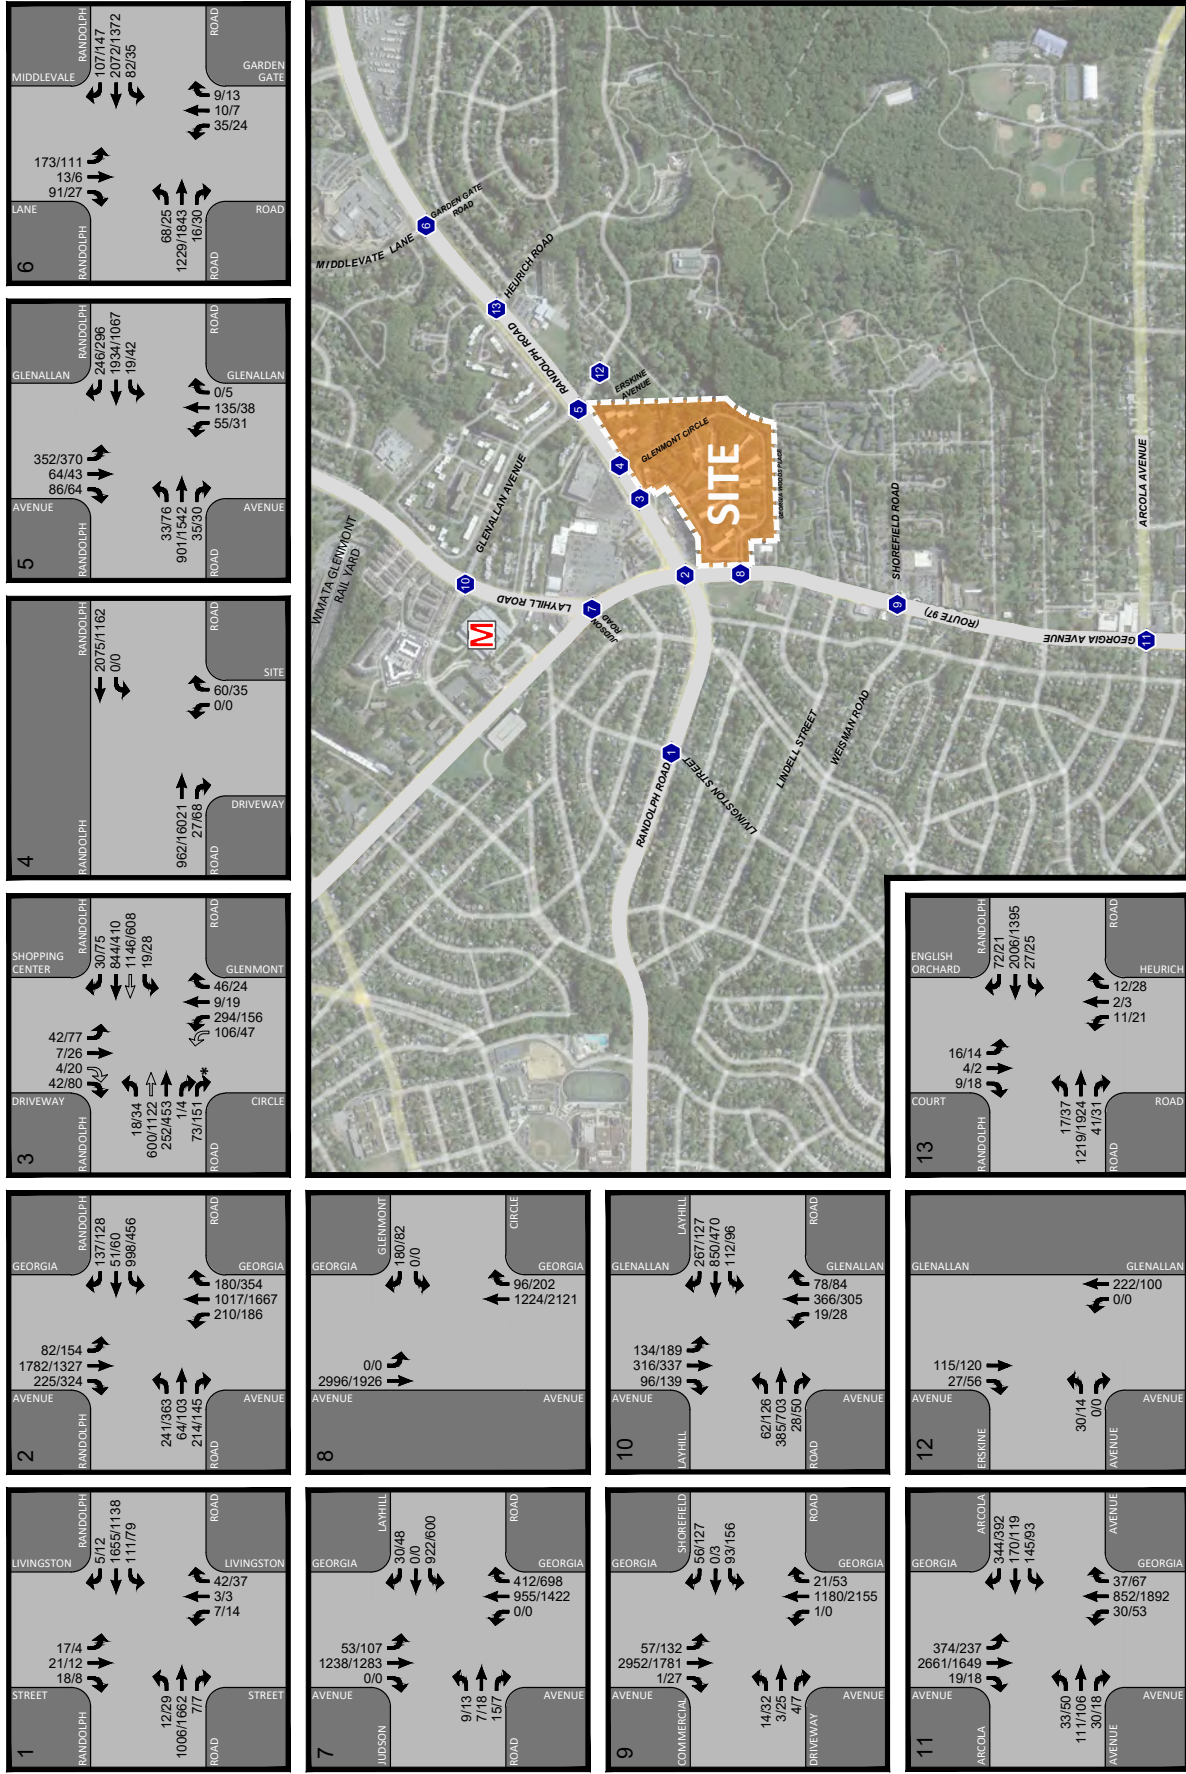 1
LIVINGSTON
STREET
RANDOLPH
ROAD
RANDOLPH
ROAD
LIVINGSTON
STREET
17/4
21/12
18/8
5/12
1655/1138
111/79
12/29
1006/1662
7/7
42/37
3/3
7/14
2
GEORGIA
AVENUE
RANDOLPH
ROAD
RANDOLPH
ROAD
GEORGIA
AVENUE
82/154
1782/1327
225/324
137/128
51/60
998/456
241/363
64/103
214/145
180/354
1017/1667
210/186
3
SHOPPING
CENTER
DRIVEWAY
RANDOLPH
ROAD
RANDOLPH
ROAD
GLENMONT
CIRCLE
42/77
7/26
4/20
42/80
30/75
844/410
1146/608
19/28
18/34
600/1122
252/453
1/4
73/151
*
46/24
9/19
294/156
106/47
4
RANDOLPH
ROAD
RANDOLPH
ROAD
SITE
DRIVEWAY
2075/1162
0/0
962/16021
27/68
60/35
0/0
5
GLENALLAN
AVENUE
RANDOLPH
ROAD
RANDOLPH
ROAD
GLENALLAN
AVENUE
352/370
64/43
86/64
246/296
1934/1067
19/42
33/76
901/1542
35/30
0/5
135/38
55/31
6
MIDDLEVALE
LANE
RANDOLPH
ROAD
RANDOLPH
ROAD
GARDEN
GATE
ROAD
173/111
13/6
91/27
107/147
2072/1372
82/35
68/25
1229/1843
16/30
9/13
10/7
35/24
7
GEORGIA
AVENUE
LAYHILL
ROAD
JUDSON
ROAD
GEORGIA
AVENUE
53/107
1238/1283
0/0
30/48
0/0
922/600
9/13
7/18
15/7
412/698
955/1422
0/0
8
GEORGIA
AVENUE
GLENMONT
CIRCLE
GEORGIA
AVENUE
0/0
2996/1926
180/82
0/0
96/202
1224/2121
9
GEORGIA
AVENUE
SHOREFIELD
ROAD
COMMERCIAL
DRIVEWAY
GEORGIA
AVENUE
57/132
2952/1781
1/27
56/127
0/3
93/156
14/32
3/25
4/7
21/53
1180/2155
1/0
10
GLENALLAN
AVENUE
LAYHILL
ROAD
LAYHILL
ROAD
GLENALLAN
AVENUE
134/189
316/337
96/139
267/127
850/470
112/96
62/126
385/703
28/50
78/84
366/305
19/28
11
GEORGIA
AVENUE
ARCOLA
AVENUE
ARCOLA
AVENUE
GEORGIA
AVENUE
374/237
2661/1649
19/18
344/392
170/119
145/93
33/50
111/106
30/18
37/67
852/1892
30/53
12
GLENALLAN
AVENUE
ERSKINE
AVENUE
GLENALLAN
115/120
27/56
30/14
0/0
222/100
0/0
13
ENGLISH
ORCHARD
COURT
RANDOLPH
ROAD
RANDOLPH
ROAD
HEURICH
ROAD
16/14
4/2
9/18
72/21
2006/1395
27/25
17/37
1219/1924
41/31
12/28
2/3
11/21
WMATA GLENMONT
RAIL YARD
M
MIDDLEVATE LANE
GARDEN GATE
ROAD
HEURICH ROAD
RANDOLPH ROAD
ERSKINE
AVENUE
GLENALLAN AVENUE
GLENMONT CIRCLE
SITE
GEORGIA WOODS PLACE
LAYHILL ROAD
JUDSON
ROAD
RANDOLPH ROAD
LIVINGSTON STREET
LINDELL STREET
WEISMAN ROAD
SHOREFIELD ROAD
ARCOLA AVENUE
GEORGIA AVENUE
(ROUTE 97)
1
2
3
4
5
6
7
8
9
10
11
12
13